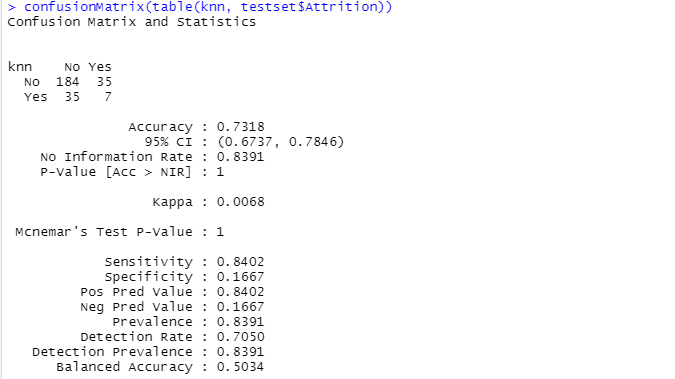 > confusionMatrix(table(knn, testset$Attrition))
Confusion Matrix and Statistics
knn    No Yes
  No  184  35
  Yes  35   7
Accuracy : 0.7318
95% CI : (0.6737, 0.7846)
No Information Rate : 0.8391
P-Value [Acc > NIR] : 1
Kappa : 0.0068
Mcnemar's Test P-Value : 1
Sensitivity : 0.8402
Specificity : 0.1667
Pos Pred Value : 0.8402
Neg Pred Value : 0.1667
Prevalence : 0.8391
Detection Rate : 0.7050
Detection Prevalence : 0.8391
Balanced Accuracy : 0.5034